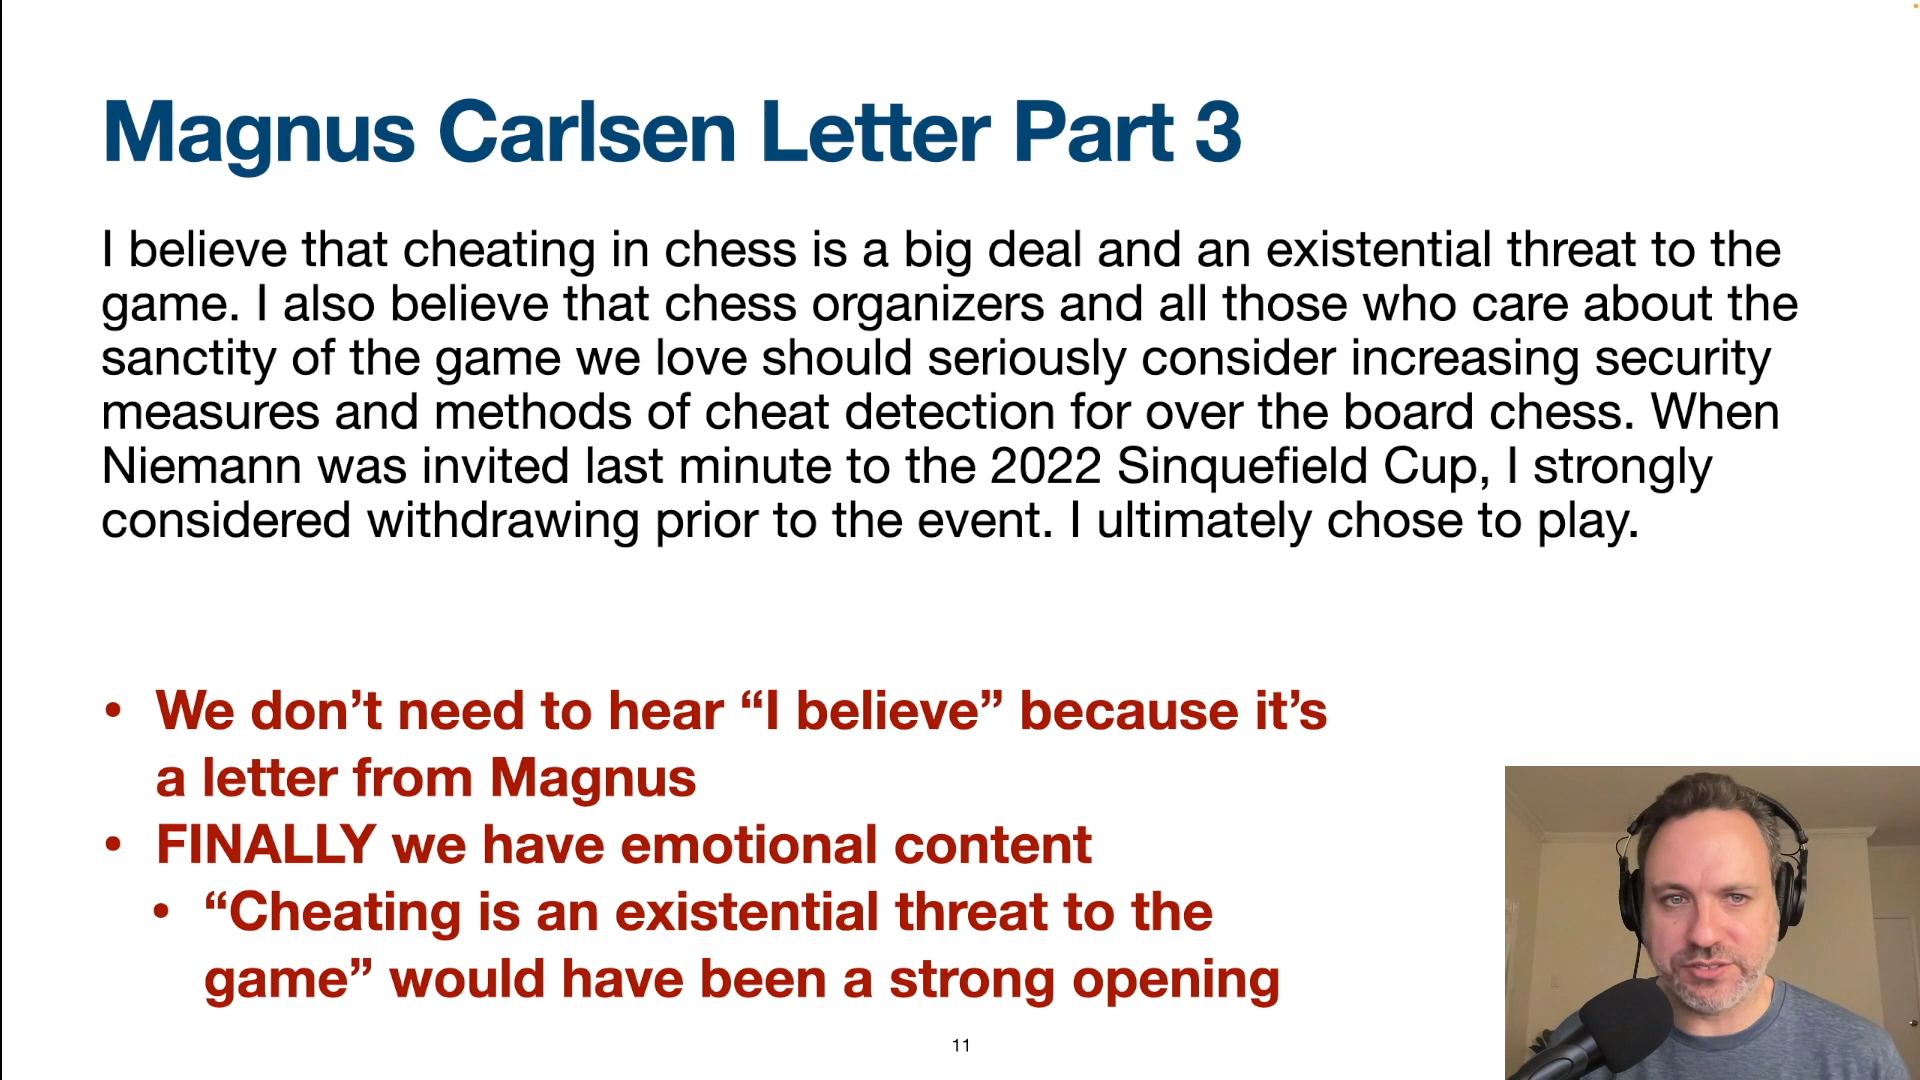 Magnus Carlsen Letter Part 3
I believe that cheating in chess is a big deal and an existential threat to the
game. I also believe that chess organizers and all those who care about the
sanctity of the game we love should seriously consider increasing security
measures and methods of cheat detection for over the board chess. When
Niemann was invited last minute to the 2022 Sinquefield Cup, I strongly
considered withdrawing prior to the event. I ultimately chose to play.
• We don’t need to hear “I believe” because it’s
a letter from Magnus
• FINALLY we have emotional content
• “Cheating is an existential threat to the
game” would have been a strong opening
11